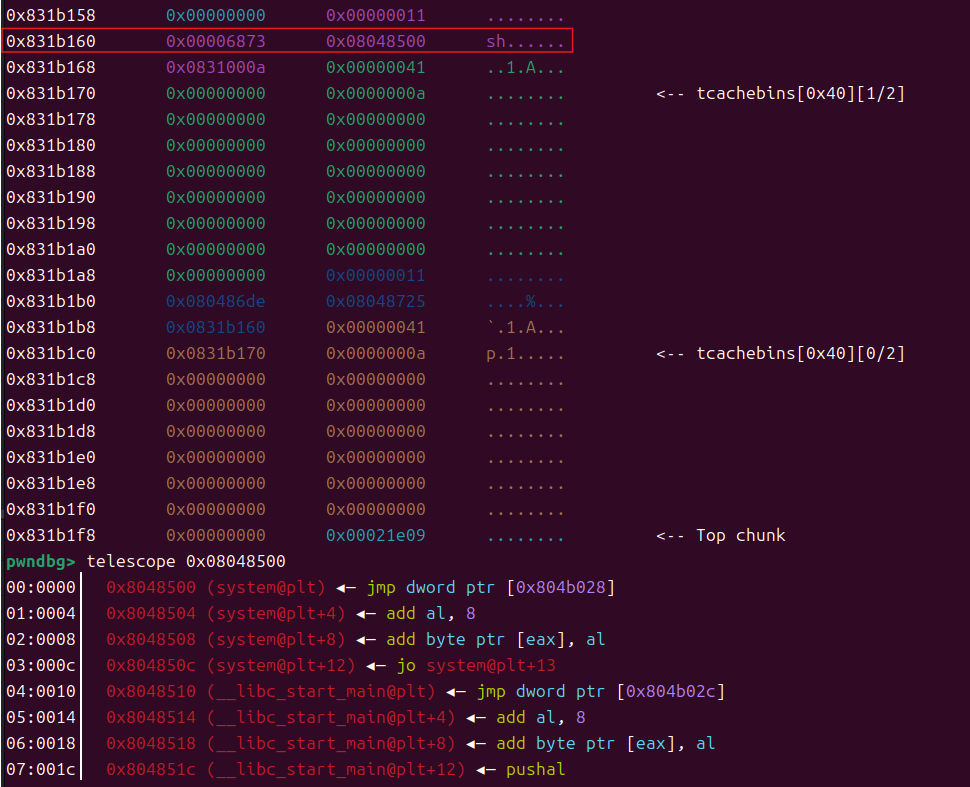 0x831b158 0x00000000 0x00000011 ........
0x831b160 0x00006873 0x08048500 sh......
0x831b168 0x0831000a 0x00000041 ..1.A...
0x831b170 0x00000000 0x0000000a ........ <-- tcachebins[0x40][1/2]
0x831b178 0x00000000 0x00000000 ........
0x831b180 0x00000000 0x00000000 ........
0x831b188 0x00000000 0x00000000 ........
0x831b190 0x00000000 0x00000000 ........
0x831b198 0x00000000 0x00000000 ........
0x831b1a0 0x00000000 0x00000000 ........
0x831b1a8 0x00000000 0x00000011 ........
0x831b1b0 0x080486de 0x08048725 ....%...
0x831b1b8 0x0831b160 0x00000041 `.1.A...
0x831b1c0 0x0831b170 0x0000000a p.1..... <-- tcachebins[0x40][0/2]
0x831b1c8 0x00000000 0x00000000 ........
0x831b1d0 0x00000000 0x00000000 ........
0x831b1d8 0x00000000 0x00000000 ........
0x831b1e0 0x00000000 0x00000000 ........
0x831b1e8 0x00000000 0x00000000 ........
0x831b1f0 0x00000000 0x00000000 ........
0x831b1f8 0x00000000 0x00021e09 ........ <-- Top chunk
pwndbg> telescope 0x08048500
00:0000│ 0x8048500 (system@plt) ◂— jmp dword ptr [0x804b028]
01:0004│ 0x8048504 (system@plt+4) ◂— add al, 8
02:0008│ 0x8048508 (system@plt+8) ◂— add byte ptr [eax], al
03:000c│ 0x804850c (system@plt+12) ◂— jo system@plt+13
04:0010│ 0x8048510 (__libc_start_main@plt) ◂— jmp dword ptr [0x804b02c]
05:0014│ 0x8048514 (__libc_start_main@plt+4) ◂— add al, 8
06:0018│ 0x8048518 (__libc_start_main@plt+8) ◂— add byte ptr [eax], al
07:001c│ 0x804851c (__libc_start_main@plt+12) ◂— pushal